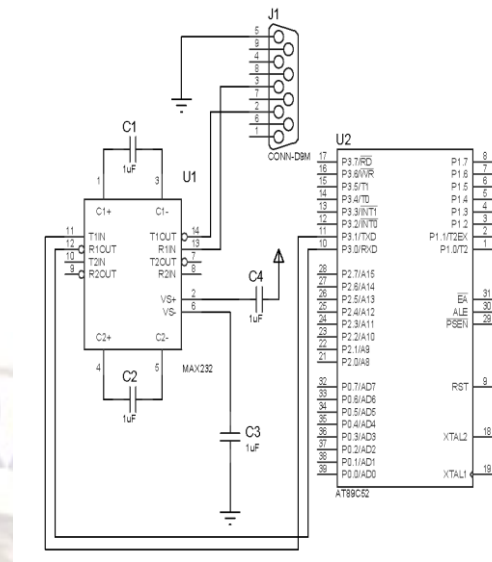 J1
5
9
4
8
3
7
2
6
1
CONN-D9M
C1
1uF
1
3
U1
C1+
C1-
11
T1IN
T1OUT
14
12
R1OUT
R1IN
13
10
T2IN
T2OUT
7
9
R2OUT
R2IN
8
VS+
2
VS-
6
C2+
C2-
4
5
MAX232
C2
1uF
C4
1uF
C3
1uF
U2
17
P3.7/RD
P1.7
8
16
P3.6/WR
P1.6
7
15
P3.5/T1
P1.5
6
14
P3.4/T0
P1.4
5
13
P3.3/INT1
P1.3
4
12
P3.2/INT0
P1.2
3
11
P3.1/TXD
P1.1/T2EX
2
10
P3.0/RXD
P1.0/T2
1
28
P2.7/A15
27
P2.6/A14
26
P2.5/A13
EA
31
25
P2.4/A12
ALE
30
24
P2.3/A11
PSEN
29
23
P2.2/A10
22
P2.1/A9
21
P2.0/A8
32
P0.7/AD7
RST
9
33
P0.6/AD6
34
P0.5/AD5
35
P0.4/AD4
36
P0.3/AD3
XTAL2
18
37
P0.2/AD2
38
P0.1/AD1
39
P0.0/AD0
XTAL1
19
AT89C52